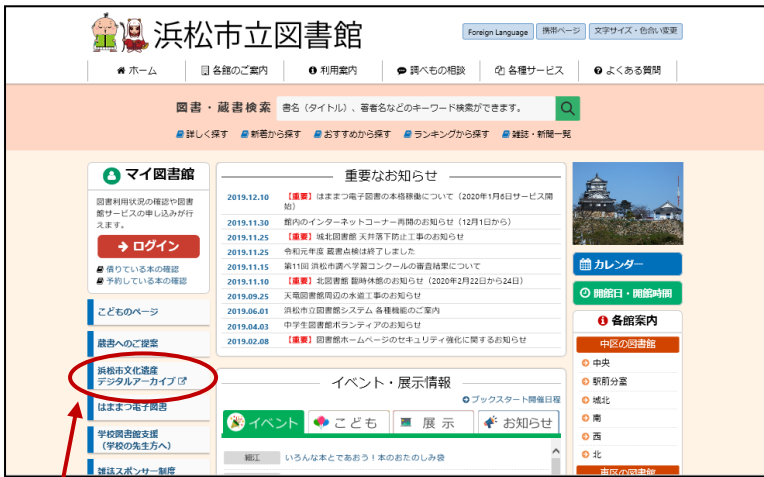 浜松市立図書館
Foreign Language
携帯ページ
文字サイズ・色合い変更
ホーム
各館のご案内
利用案内
調べもの相談
各種サービス
よくある質問
図書・蔵書検索
書名（タイトル）、著者名などのキーワード検索ができます。
詳しく探す
新着から探す
おすすめから探す
ランキングから探す
雑誌・新聞一覧
マイ図書館
図書利用状況の確認や図書
館サービスの申し込みが行
えます。
ログイン
借りている本の確認
予約している本の確認
こどものページ
蔵書へのご提案
浜松市文化遺産
デジタルアーカイブ
はままつ電子図書
学校図書館支援
（学校の先生方へ）
雑誌スポンサー制度
重要なお知らせ
2019.12.10 【重要】はままつ電子図書の本格稼働について（2020年1月6日サービス開
始）
2019.11.30 館内のインターネットコーナー再開のお知らせ（12月1日から）
2019.11.25 【重要】城北図書館 天井落下防止工事のお知らせ
2019.11.25 令和元年度 蔵書点検は終了しました
2019.11.15 第11回 浜松市調べ学習コンクールの審査結果について
2019.11.10 【重要】北図書館 臨時休館のお知らせ（2020年2月22日から24日）
2019.09.25 天竜図書館周辺の水道工事のお知らせ
2019.06.01 浜松市立図書館システム 各種機能のご案内
2019.04.03 中学生図書館ボランティアのお知らせ
2019.02.08 【重要】図書館ホームページのセキュリティ強化に関するお知らせ
イベント・展示情報
ブックスタート開催日程
イベント
こども
展示
お知らせ
細江
いろんな本とであおう！本のおたのしみ袋
カレンダー
開館日・開館時間
各館案内
中区の図書館
中央
駅前分室
城北
南
西
北
東区の図書館